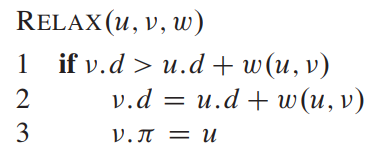 RELAX(u, v, w)
1 if v.d > u.d + w(u, v)
2 v.d = u.d + w(u, v)
3 v.π = u